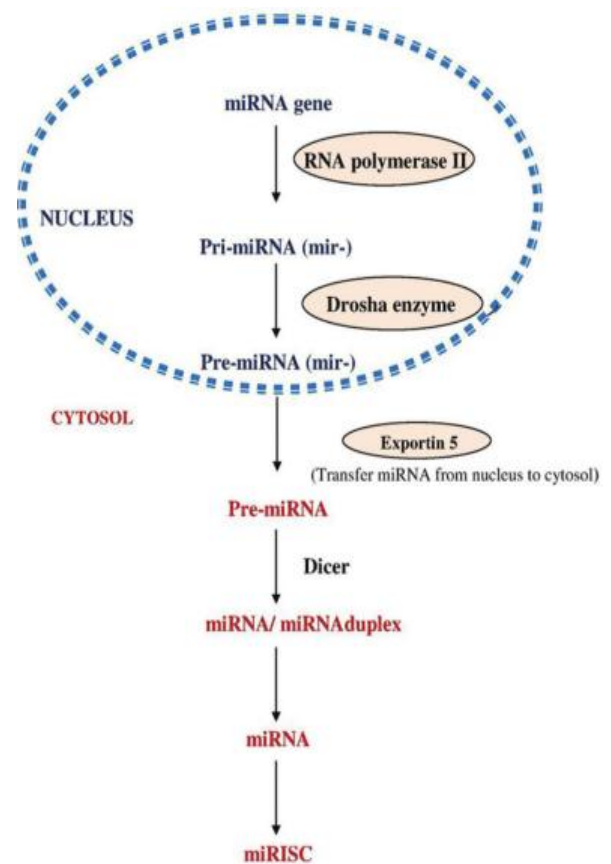 miRNA gene
RNA polymerase II
NUCLEUS
Pri-miRNA (mir-)
Drosha enzyme
Pre-miRNA (mir-)
CYTOSOL
Exportin 5
(Transfer miRNA from nucleus to cytosol)
Pre-miRNA
Dicer
miRNA/ miRNAduplex
miRNA
miRISC